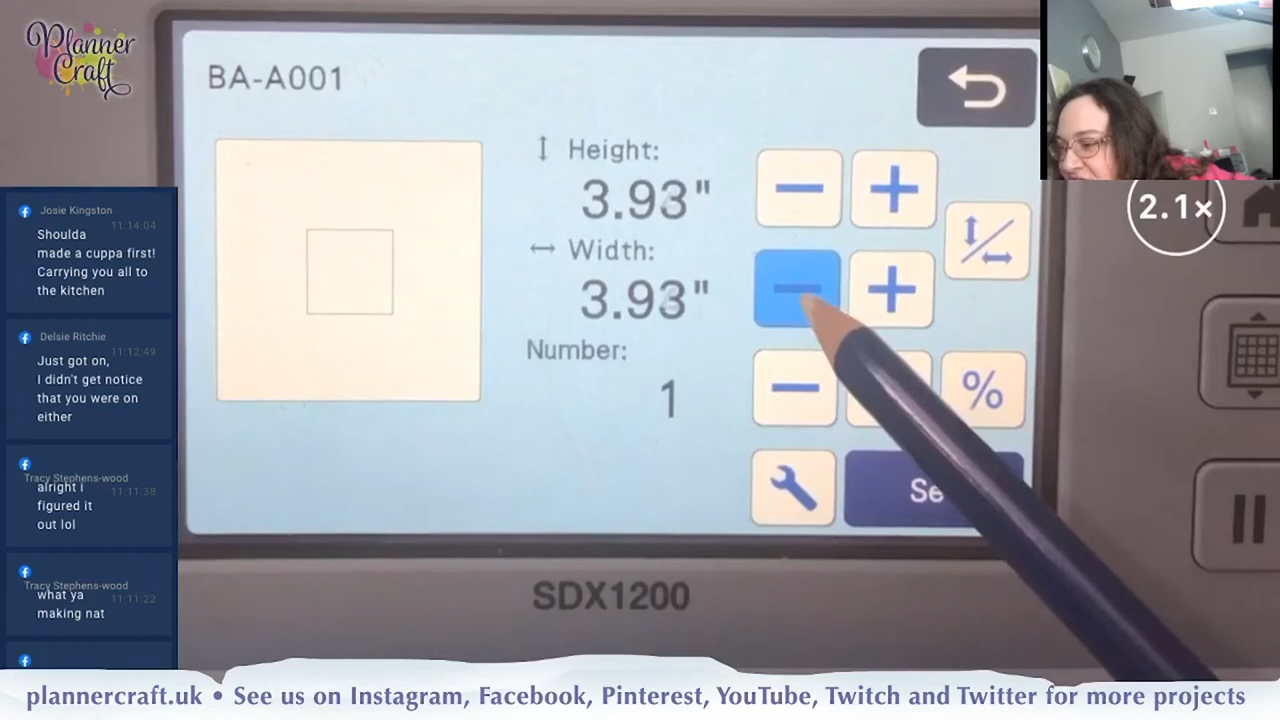 Planner
Craft
BA-A001
Height:
3.93"
Width:
3.93"
Number:
1
%
Se
SDX1200
2.1×
Josie Kingston
11:14:04
Shoulda
made a cuppa first!
Carrying you all to
the kitchen
Delsie Ritchie
11:12:49
Just got on,
I didn't get notice
that you were on
either
Tracy Stephens-wood
11:11:38
alright i
figured it
out lol
Tracy Stephens-wood
11:11:22
what ya
making nat
plannercraft.uk • See us on Instagram, Facebook, Pinterest, YouTube, Twitch and Twitter for more projects